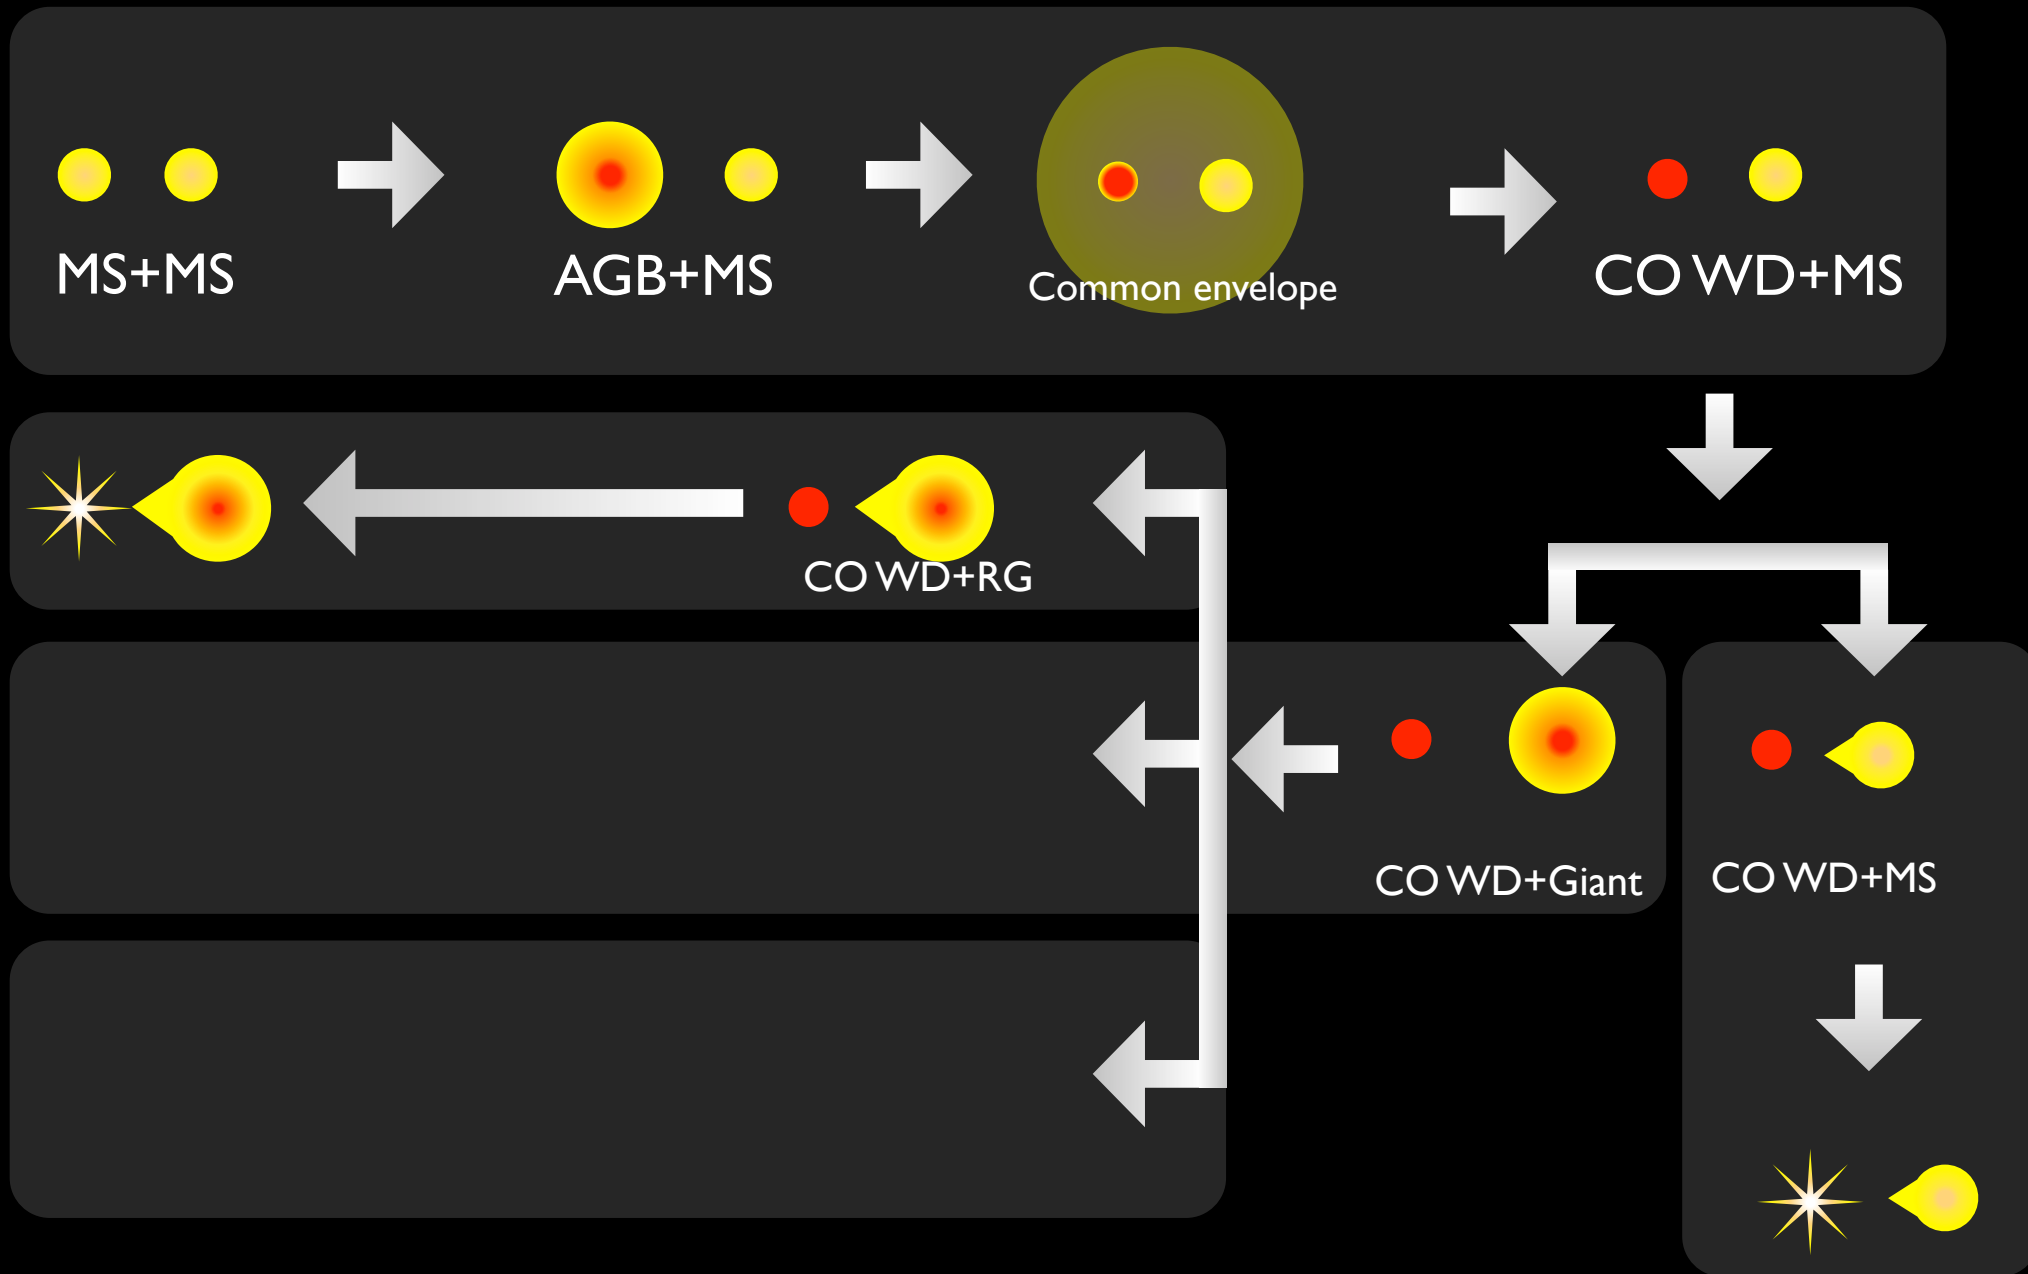 MS+MS
AGB+MS
Common envelope
CO WD+MS
CO WD+RG
CO WD+Giant
CO WD+MS